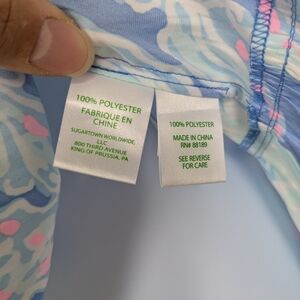 100% POLYESTER
FABRIQUE EN
CHINE
SUGARTOWN WORLDWIDE,
LLC
800 THIRD AVENUE
KING OF PRUSSIA, PA
100% POLYESTER
MADE IN CHINA
RN# 88189
SEE REVERSE
FOR CARE